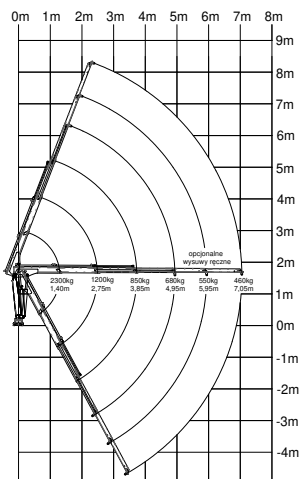 0m 1m 2m 3m 4m 5m 6m 7m 8m
9m
8m
7m
6m
5m
4m
3m
opcjonalne
wysuwy ręczne
2m
2300kg 1200kg 850kg 680kg 550kg 460kg
1,40m 2,75m 3,85m 4,95m 5,95m 7,05m
1m
0m
-1m
-2m
-3m
-4m